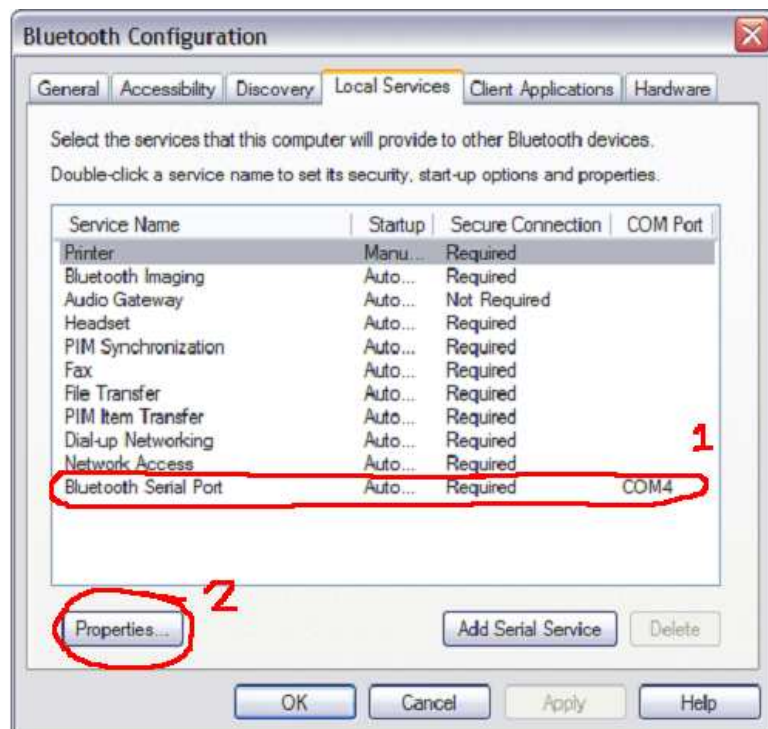 Bluetooth Configuration
General Accessibility Discovery Local Services Client Applications Hardware
Select the services that this computer will provide to other Bluetooth devices.
Double-click a service name to set its security, start-up options and properties.
Service Name Startup Secure Connection COM Port
Printer Manu... Required
Bluetooth Imaging Auto... Required
Audio Gateway Auto... Not Required
Headset Auto... Required
PIM Synchronization Auto... Required
Fax Auto... Required
File Transfer Auto... Required
PIM Item Transfer Auto... Required
Dial-up Networking Auto... Required
1
Network Access Auto... Required
Bluetooth Serial Port Auto... Required COM4
2
Properties... Add Serial Service Delete
OK Cancel Apply Help